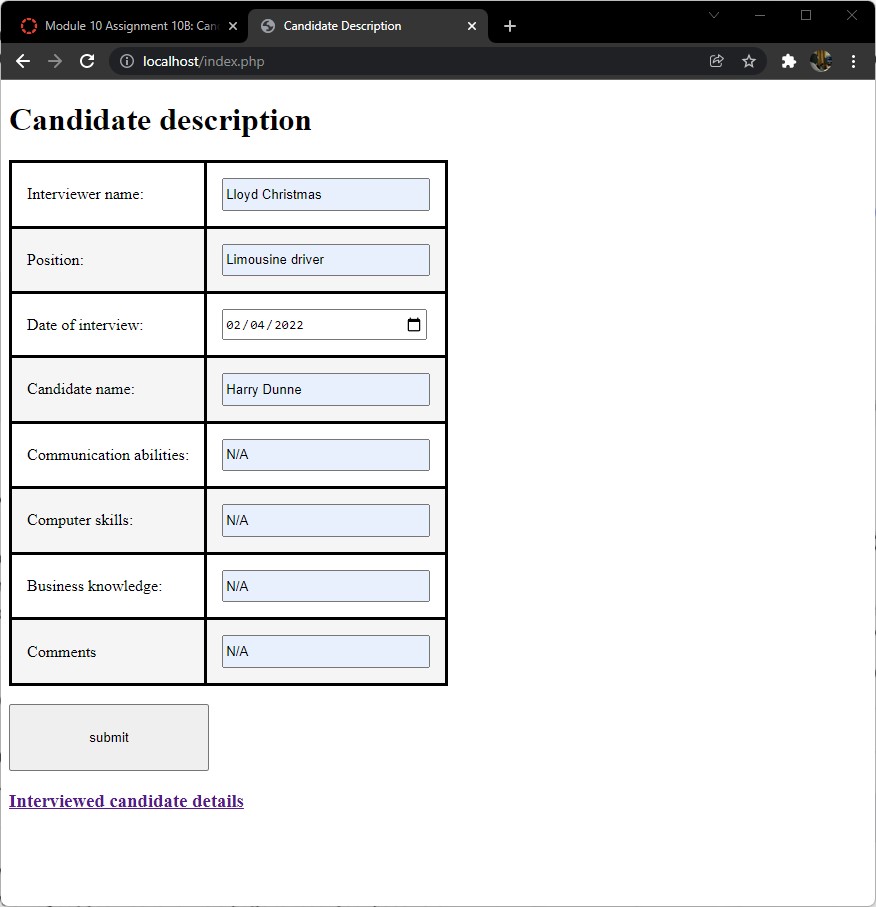 Module 10 Assignment 10B: Can
Candidate Description
localhost/index.php
Candidate description
Interviewer name: Lloyd Christmas
Position: Limousine driver
Date of interview: 02/04/2022
Candidate name: Harry Dunne
Communication abilities: N/A
Computer skills: N/A
Business knowledge: N/A
Comments N/A
submit
Interviewed candidate details